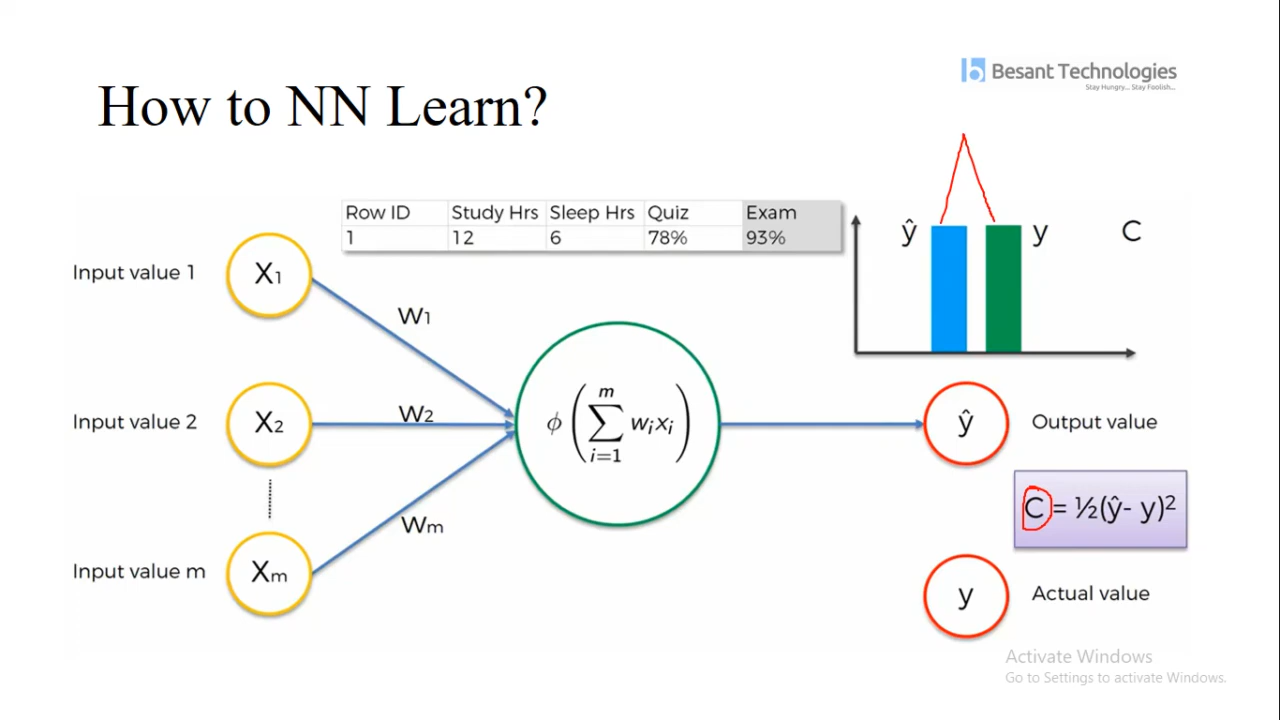 Besant Technologies
Stay Hungry... Stay Foolish...
How to NN Learn?
Row ID Study Hrs Sleep Hrs Quiz Exam
1 12 6 78% 93%
ŷ y C
Input value 1 X₁ W₁
Input value 2 X₂ W₂
ϕ (∑ᵢ₌₁ᵐ wᵢxᵢ)
ŷ Output value
C = ½(ŷ- y)²
Input value m Xₘ Wₘ
y Actual value
Activate Windows
Go to Settings to activate Windows.